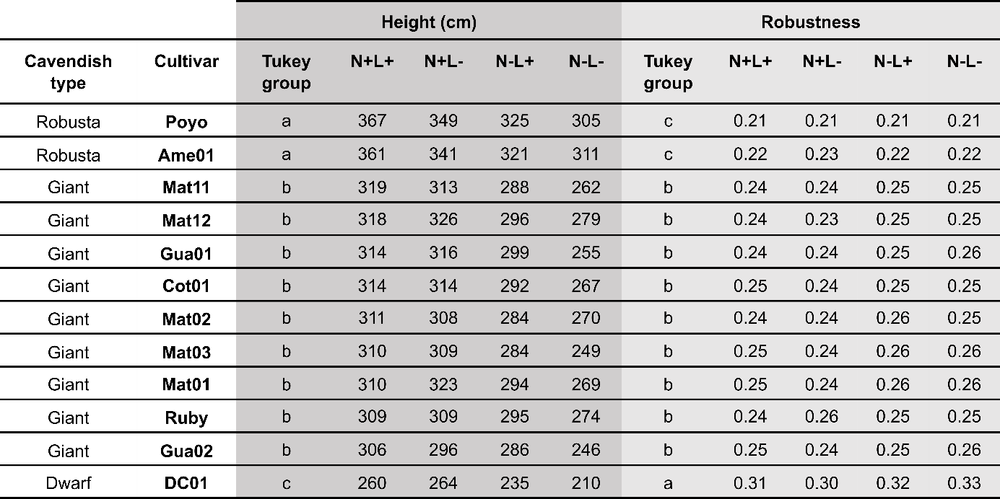 Height (cm) Robustness
Cavendish type Cultivar Tukey group N+L+ N+L- N-L+ N-L- Tukey group N+L+ N+L- N-L+ N-L-
Robusta Poyo a 367 349 325 305 c 0.21 0.21 0.21 0.21
Robusta Ame01 a 361 341 321 311 c 0.22 0.23 0.22 0.22
Giant Mat11 b 319 313 288 262 b 0.24 0.24 0.25 0.25
Giant Mat12 b 318 326 296 279 b 0.24 0.23 0.25 0.25
Giant Gua01 b 314 316 299 255 b 0.24 0.24 0.25 0.26
Giant Cot01 b 314 314 292 267 b 0.25 0.24 0.25 0.25
Giant Mat02 b 311 308 284 270 b 0.24 0.24 0.26 0.25
Giant Mat03 b 310 309 284 249 b 0.25 0.24 0.26 0.26
Giant Mat01 b 310 323 294 269 b 0.25 0.24 0.26 0.26
Giant Ruby b 309 309 295 274 b 0.24 0.26 0.25 0.25
Giant Gua02 b 306 296 286 246 b 0.25 0.24 0.25 0.26
Dwarf DC01 c 260 264 235 210 a 0.31 0.30 0.32 0.33